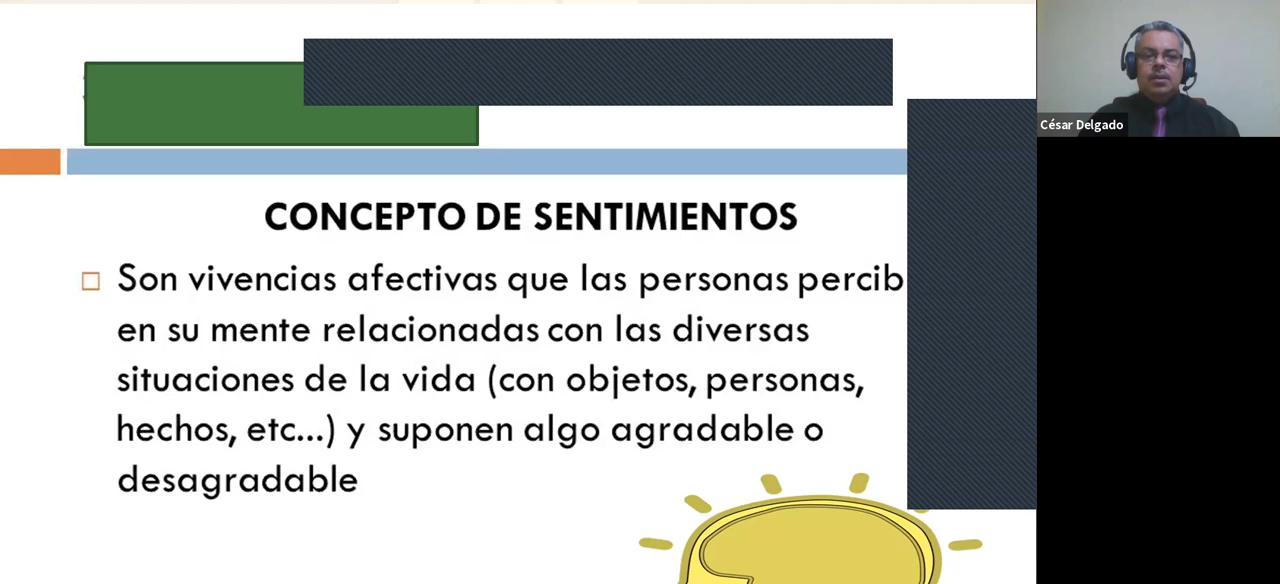 CONCEPTO DE SENTIMIENTOS
Son vivencias afectivas que las personas percib
en su mente relacionadas con las diversas
situaciones de la vida (con objetos, personas,
hechos, etc...) y suponen algo agradable o
desagradable
César Delgado